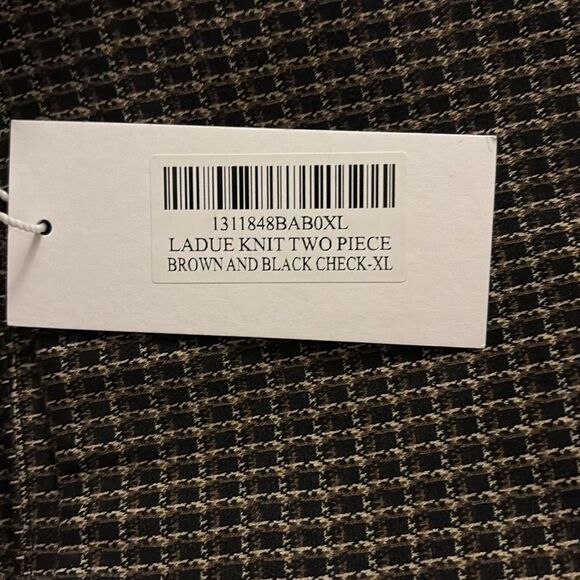 1311848BAB0XL
LADUE KNIT TWO PIECE
BROWN AND BLACK CHECK-XL